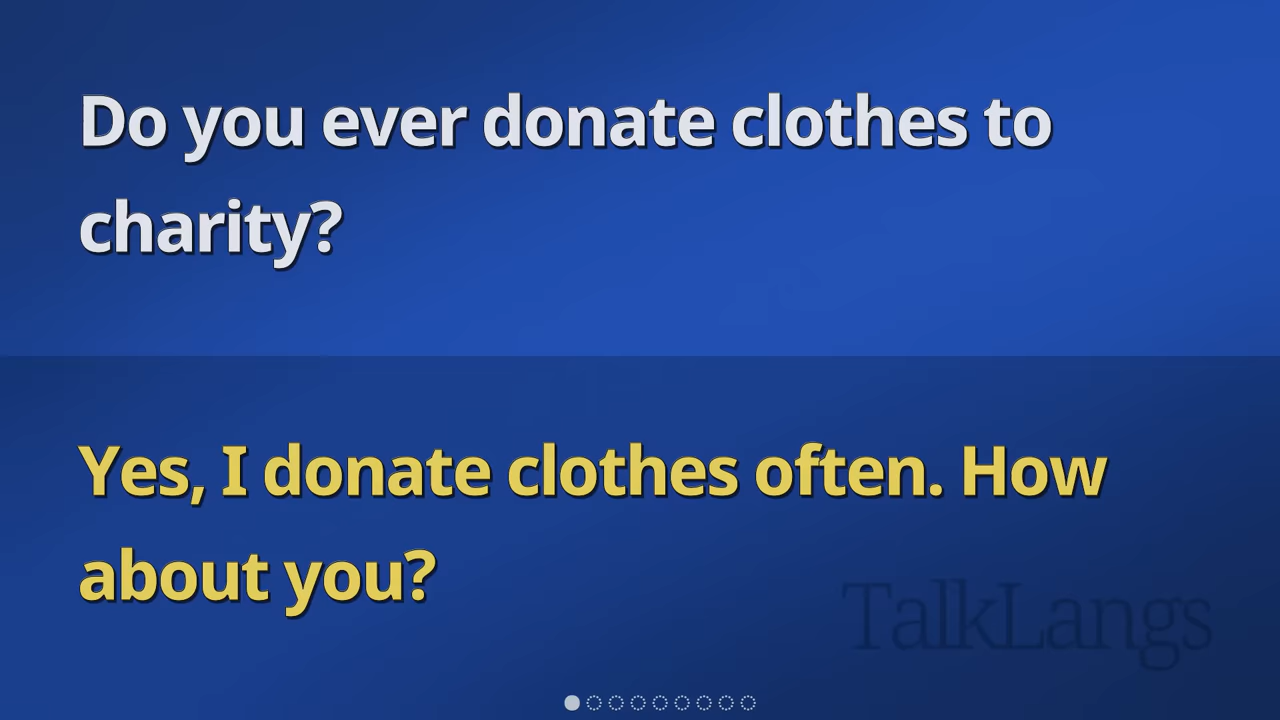 Do you ever donate clothes to
charity?
Yes, I donate clothes often. How
about you?
TalkLangs